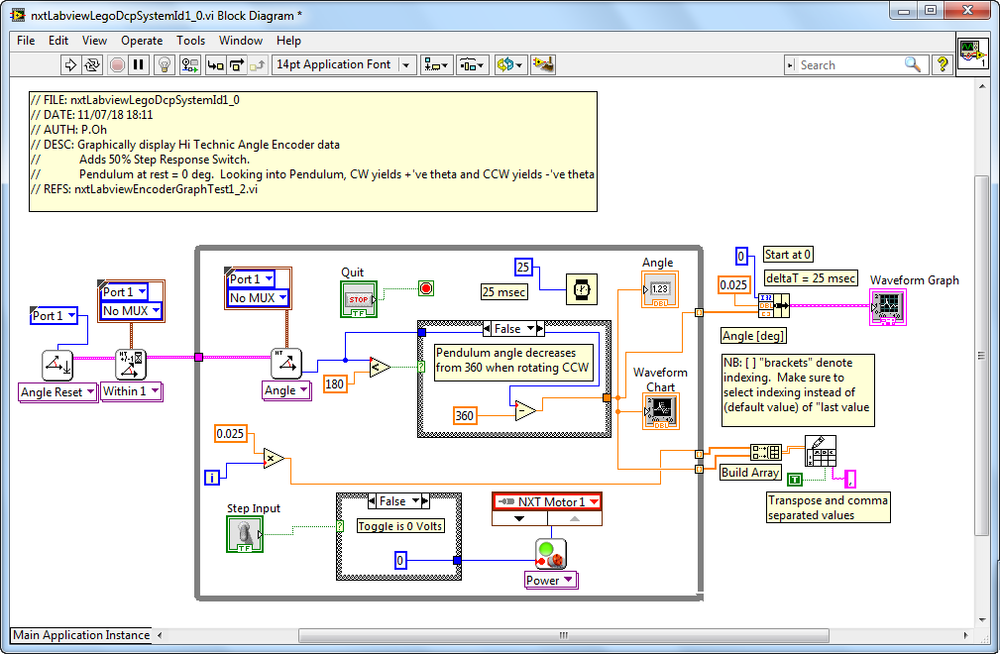 nxtLabviewLegoDcpSystemId1_0.vi Block Diagram *
File Edit View Operate Tools Window Help
14pt Application Font
Search
1
// FILE: nxtLabviewLegoDcpSystemId1_0
// DATE: 11/07/18 18:11
// AUTH: P.Oh
// DESC: Graphically display Hi Technic Angle Encoder data
// Adds 50% Step Response Switch.
// Pendulum at rest = 0 deg. Looking into Pendulum, CW yields +'ve theta and CCW yields -'ve theta
// REFS: nxtLabviewEncoderGraphTest1_2.vi
Port 1
Angle Reset
Port 1
No MUX
HT
+/-1
Within 1
Port 1
No MUX
HT
Angle
Quit
STOP
TF
25
25 msec
Angle
1.23
DBL
180
<
False
Pendulum angle decreases
from 360 when rotating CCW
360
-
Waveform
Chart
DBL
0.025
i
x
Step Input
TF
False
Toggle is 0 Volts
0
NXT Motor 1
Power
0
Start at 0
0.025
deltaT = 25 msec
Waveform Graph
Angle [deg]
NB: [ ] "brackets" denote
indexing. Make sure to
select indexing instead of
(default value) of "last value
Build Array
T
,
Transpose and comma
separated values
Main Application Instance